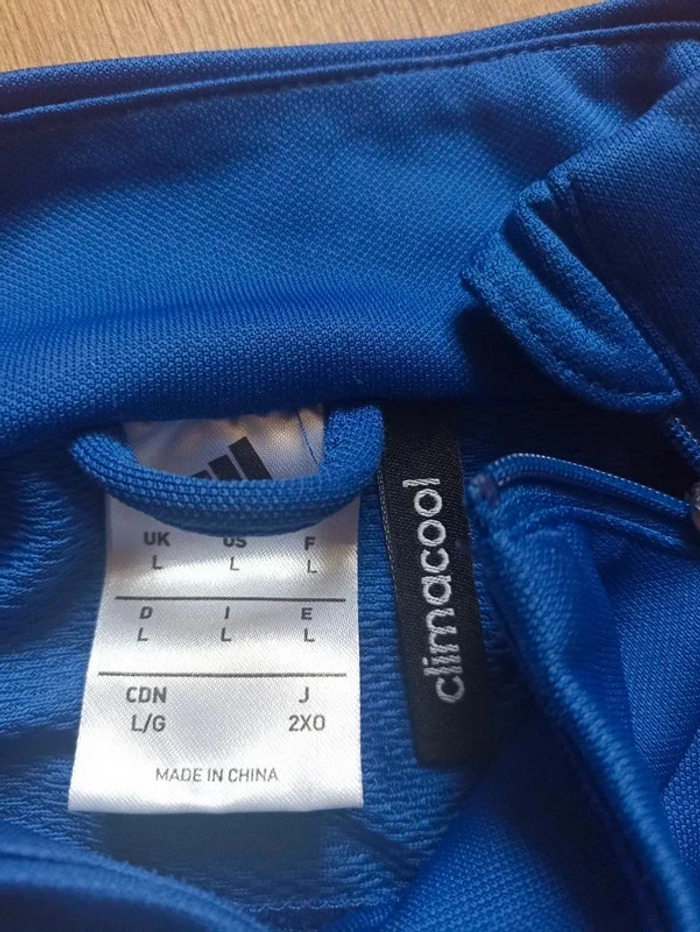 UK US F
L L L
D I E
L L L
CDN J
L/G 2XO
MADE IN CHINA
climacool